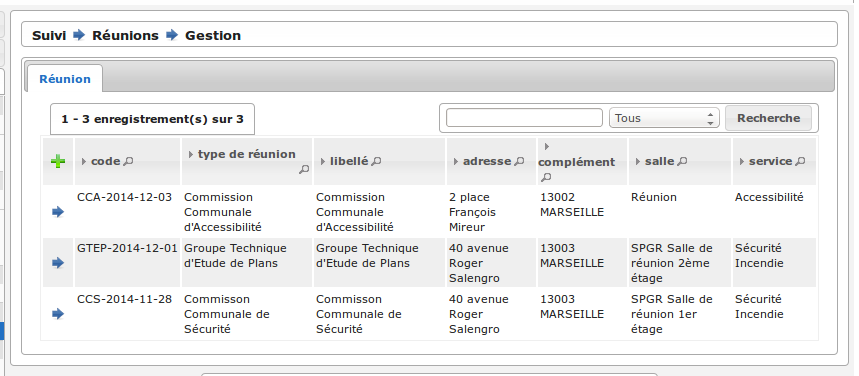 Suivi Réunions Gestion
Réunion
1 - 3 enregistrement(s) sur 3
Tous
Recherche
code
type de réunion
libellé
adresse
complément
salle
service
CCA-2014-12-03
Commission
Communale
d'Accessibilité
Commission
Communale
d'Accessibilité
2 place
François
Mireur
13002
MARSEILLE
Réunion
Accessibilité
GTEP-2014-12-01
Groupe Technique
d'Etude de Plans
Groupe Technique
d'Etude de Plans
40 avenue
Roger
Salengro
13003
MARSEILLE
SPGR Salle de
réunion 2ème
étage
Sécurité
Incendie
CCS-2014-11-28
Commisson
Communale de
Sécurité
Commisson
Communale de
Sécurité
40 avenue
Roger
Salengro
13003
MARSEILLE
SPGR Salle de
réunion 1er
étage
Sécurité
Incendie